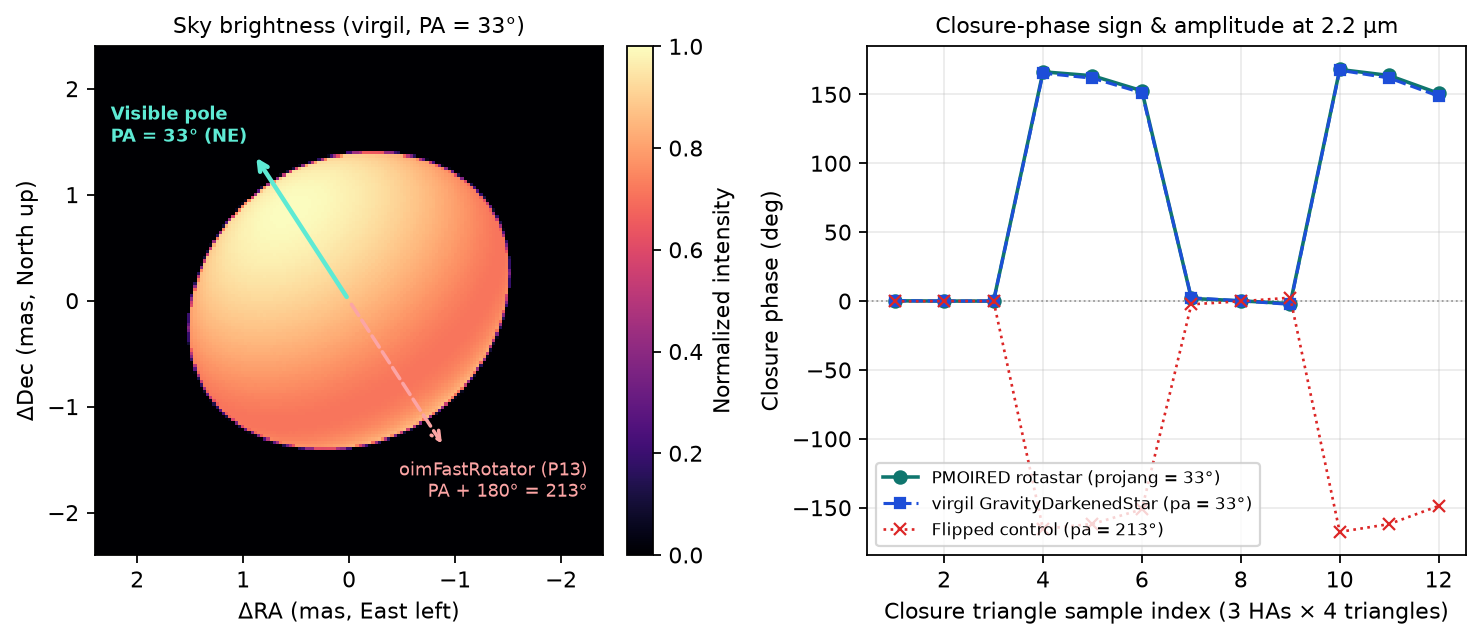 Sky brightness (virgil, PA = 33°)
Visible pole
PA = 33° (NE)
oimFastRotator (P13)
PA + 180° = 213°
2
1
0
−1
−2
ΔDec (mas, North up)
2
1
0
−1
−2
ΔRA (mas, East left)
1.0
0.8
0.6
0.4
0.2
0.0
Normalized intensity
Closure-phase sign & amplitude at 2.2 μm
150
100
50
0
−50
−100
−150
Closure phase (deg)
PMOIRED rotastar (projang = 33°)
virgil GravityDarkenedStar (pa = 33°)
Flipped control (pa = 213°)
2
4
6
8
10
12
Closure triangle sample index (3 HAs × 4 triangles)